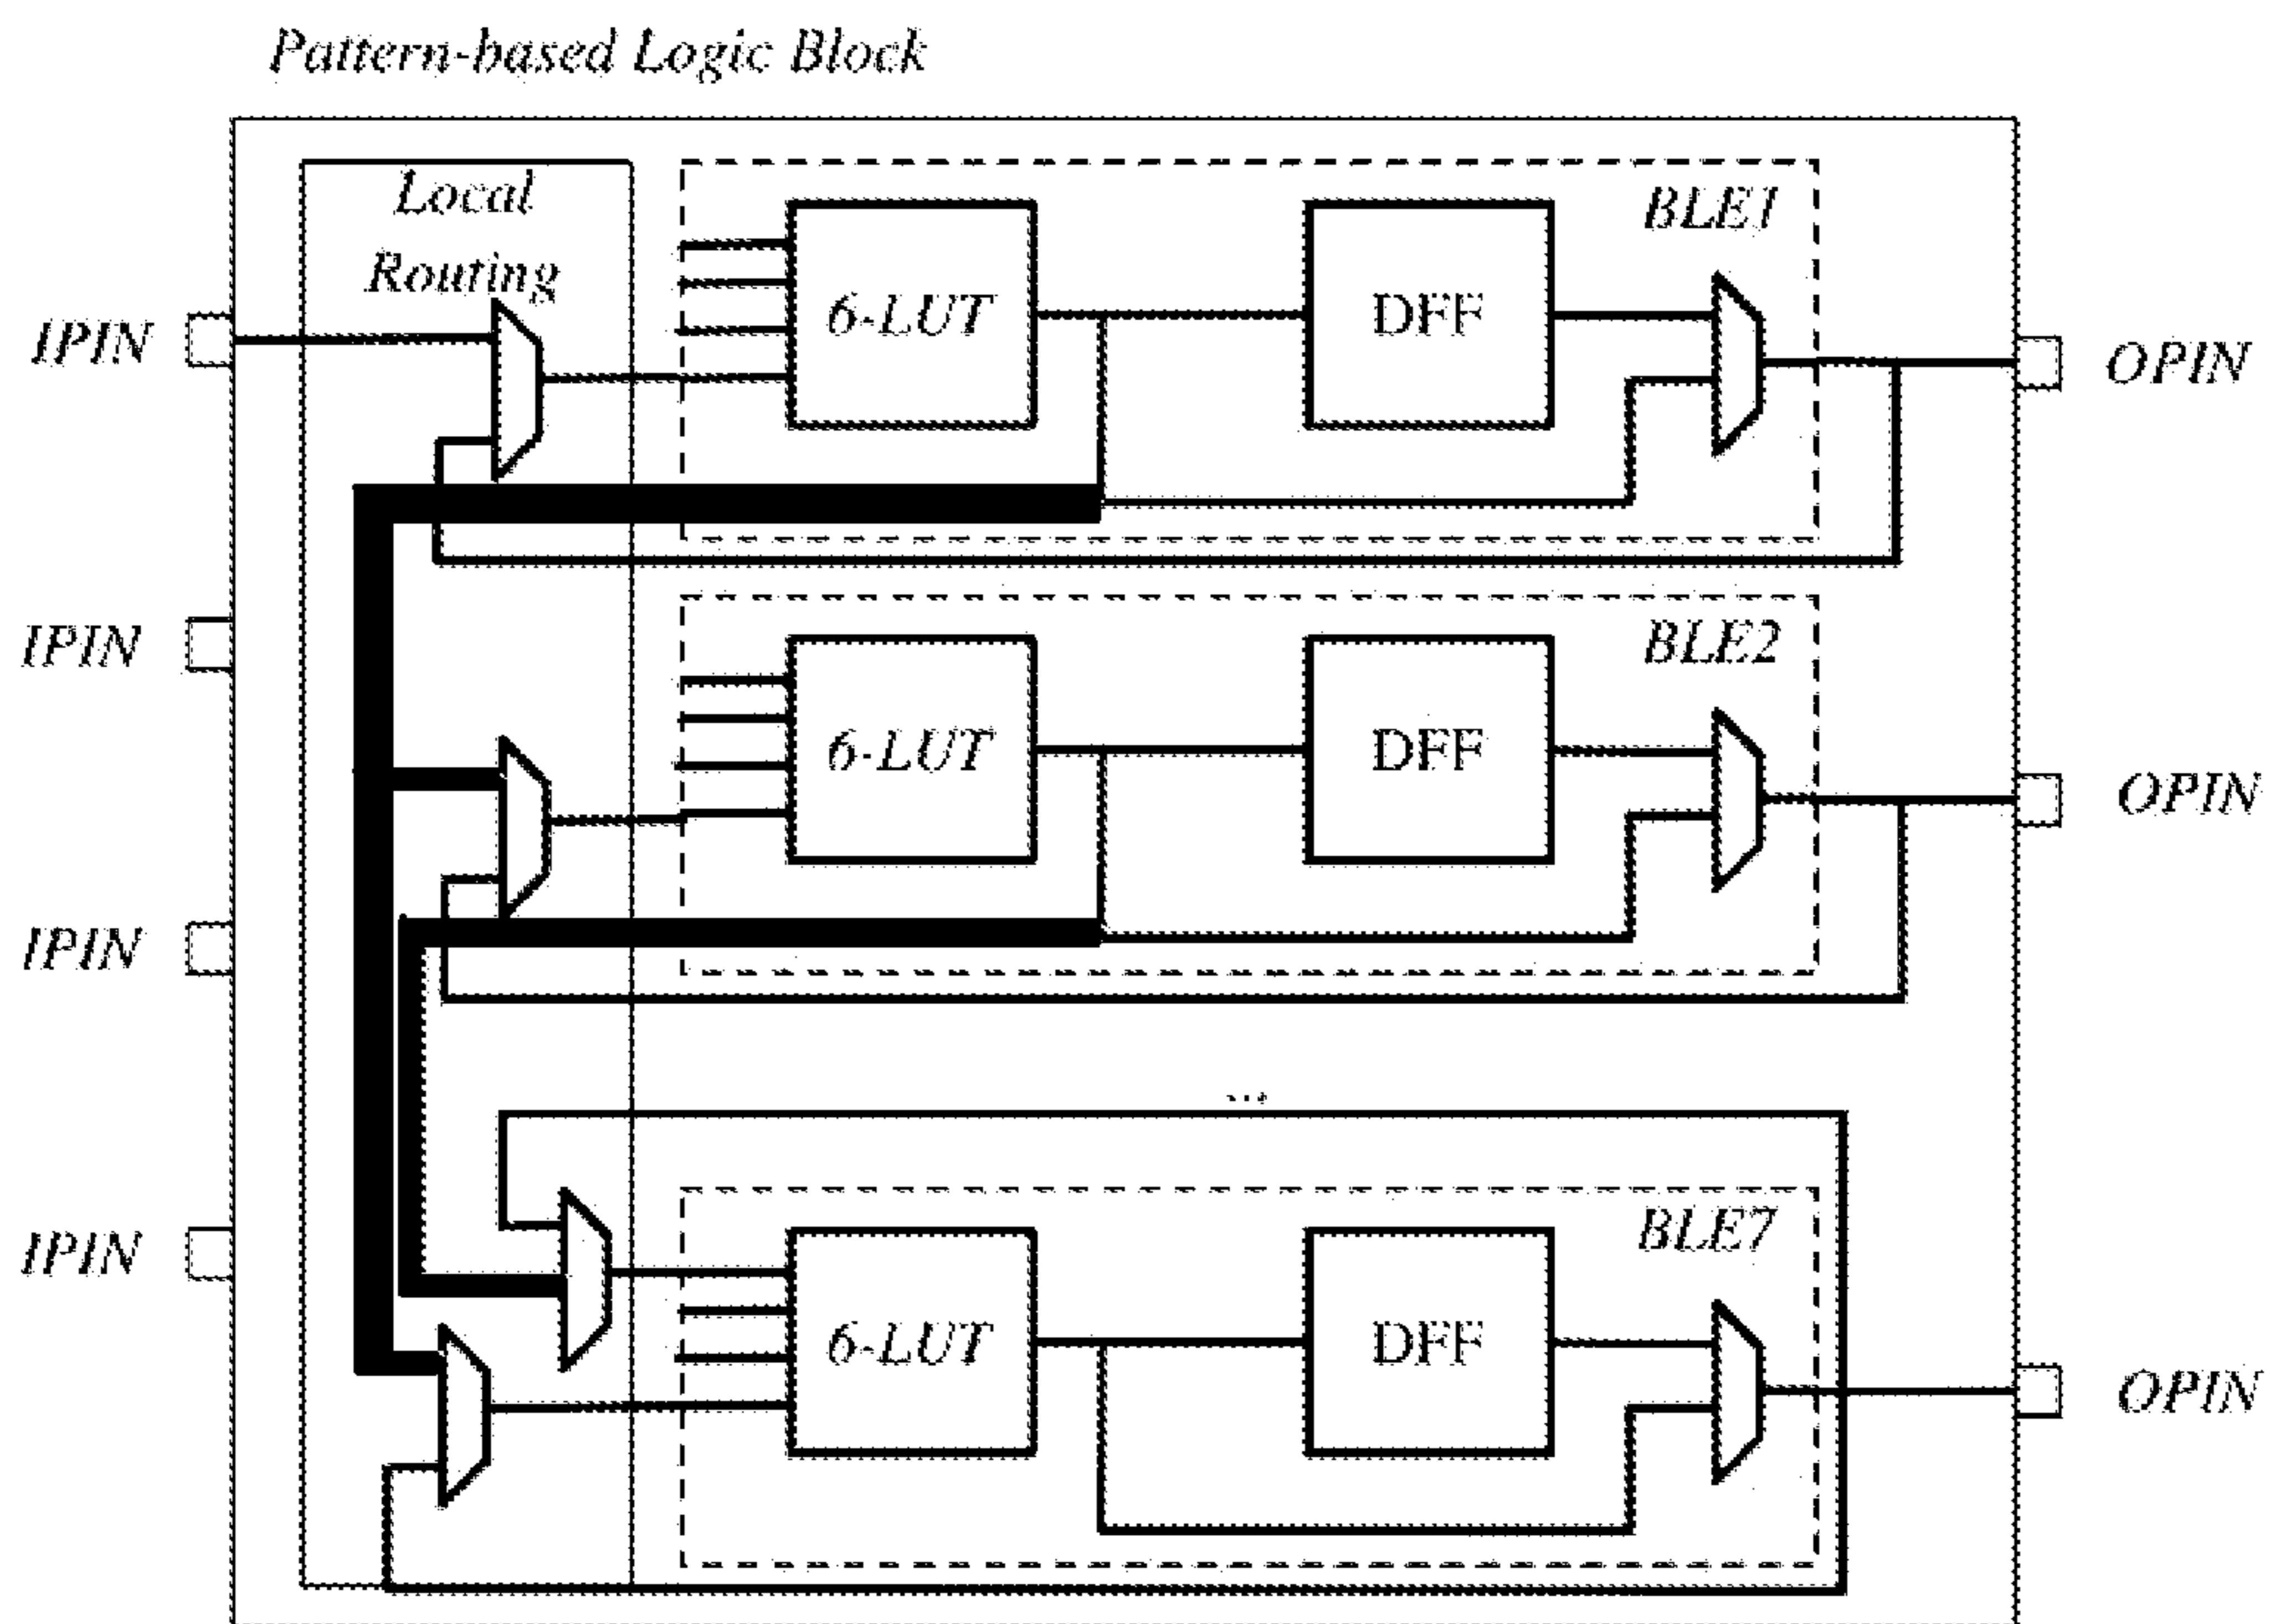 Pattern-based Logic Block
Local
Routing
BLE1
6-LUT
DFF
IPIN
OPIN
IPIN
BLE2
6-LUT
DFF
OPIN
IPIN
...
BLE7
IPIN
6-LUT
DFF
OPIN